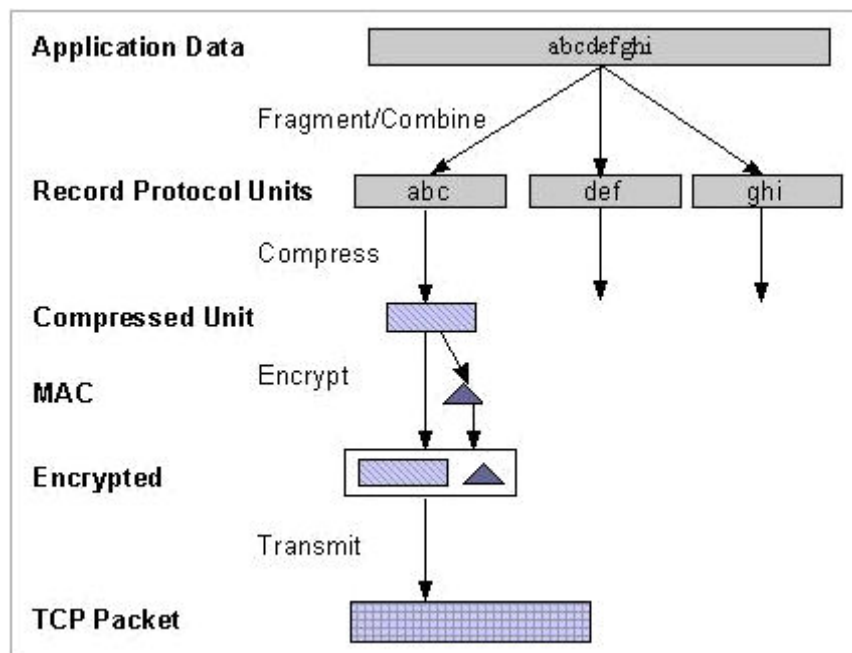 Application Data
abcdefghi
Fragment/Combine
Record Protocol Units
abc
def
ghi
Compress
Compressed Unit
Encrypt
MAC
Encrypted
Transmit
TCP Packet